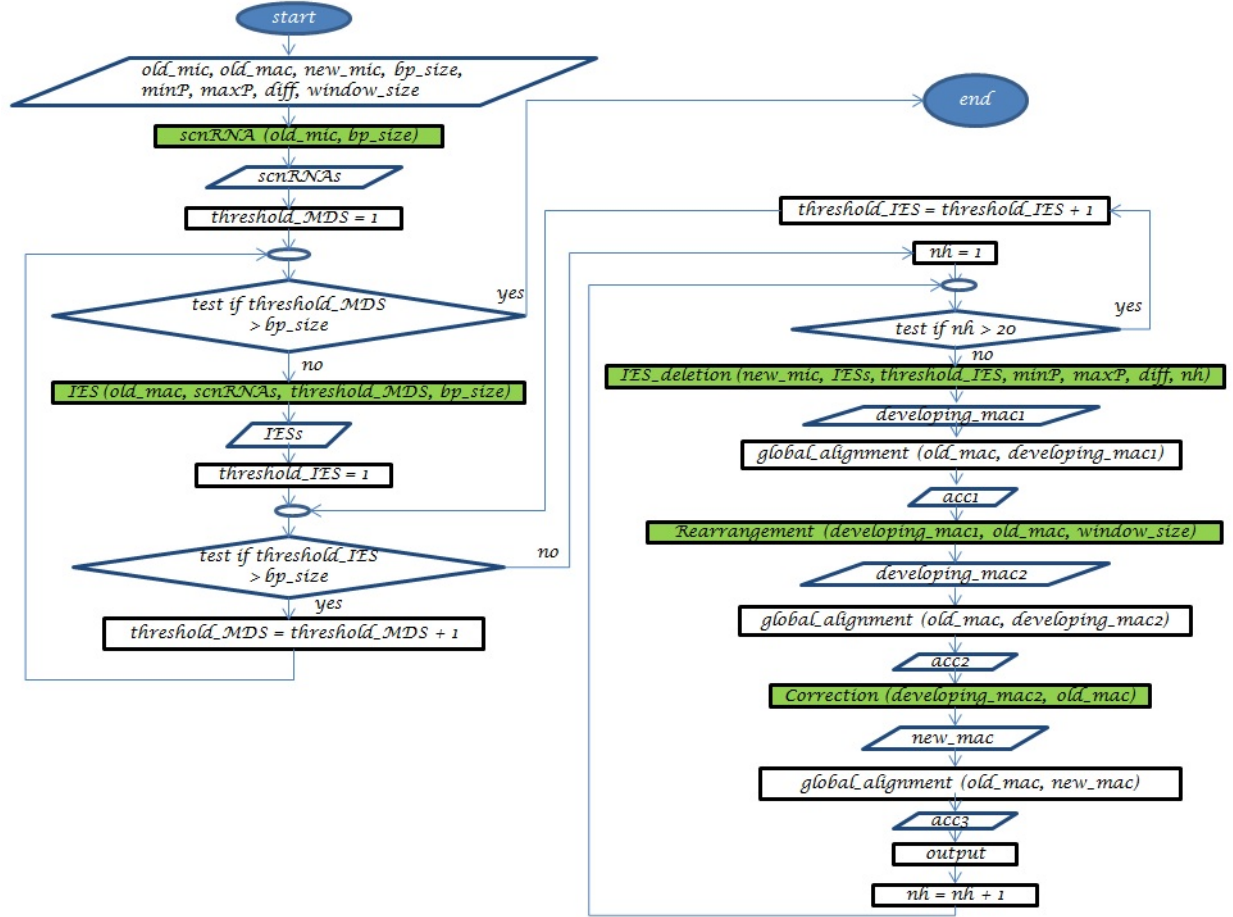 start
old_mic, old_mac, new_mic, bp_size,
minP, maxP, diff, window_size
scnRNA (old_mic, bp_size)
scnRNAs
threshold_MDS = 1
test if threshold_MDS
> bp_size
yes
no
IES (old_mac, scnRNAs, threshold_MDS, bp_size)
IESs
threshold_IES = 1
test if threshold_IES
> bp_size
no
yes
threshold_MDS = threshold_MDS + 1
end
threshold_IES = threshold_IES + 1
nh = 1
test if nh > 20
yes
no
IES_deletion (new_mic, IESs, threshold_IES, minP, maxP, diff, nh)
developing_mac1
global_alignment (old_mac, developing_mac1)
acc1
Rearrangement (developing_mac1, old_mac, window_size)
developing_mac2
global_alignment (old_mac, developing_mac2)
acc2
Correction (developing_mac2, old_mac)
new_mac
global_alignment (old_mac, new_mac)
acc3
output
nh = nh + 1